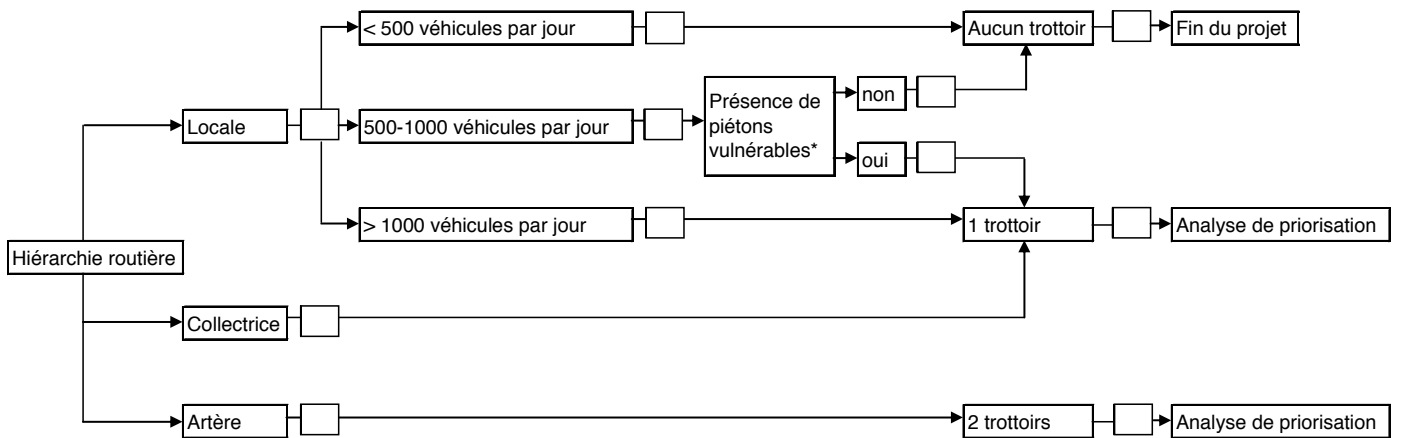 < 500 véhicules par jour
Aucun trottoir
Fin du projet
Présence de
piétons
vulnérables*
non
Locale
500-1000 véhicules par jour
oui
> 1000 véhicules par jour
1 trottoir
Analyse de priorisation
Hiérarchie routière
Collectrice
Artère
2 trottoirs
Analyse de priorisation